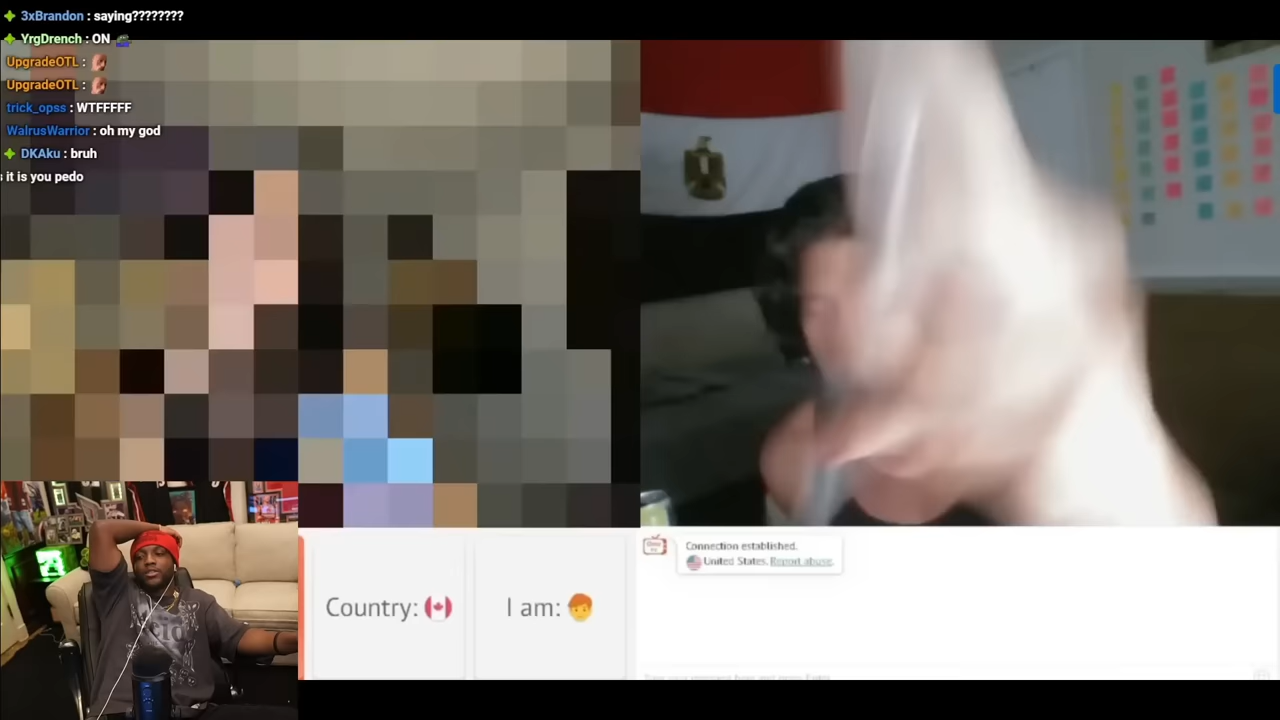 3xBrandon : saying????????
YrgDrench : ON
UpgradeOTL :
UpgradeOTL :
trick_opss : WTFFFFF
WalrusWarrior : oh my god
DKAku : bruh
it is you pedo
Connection established.
United States. Report abuse.
Country:
I am: